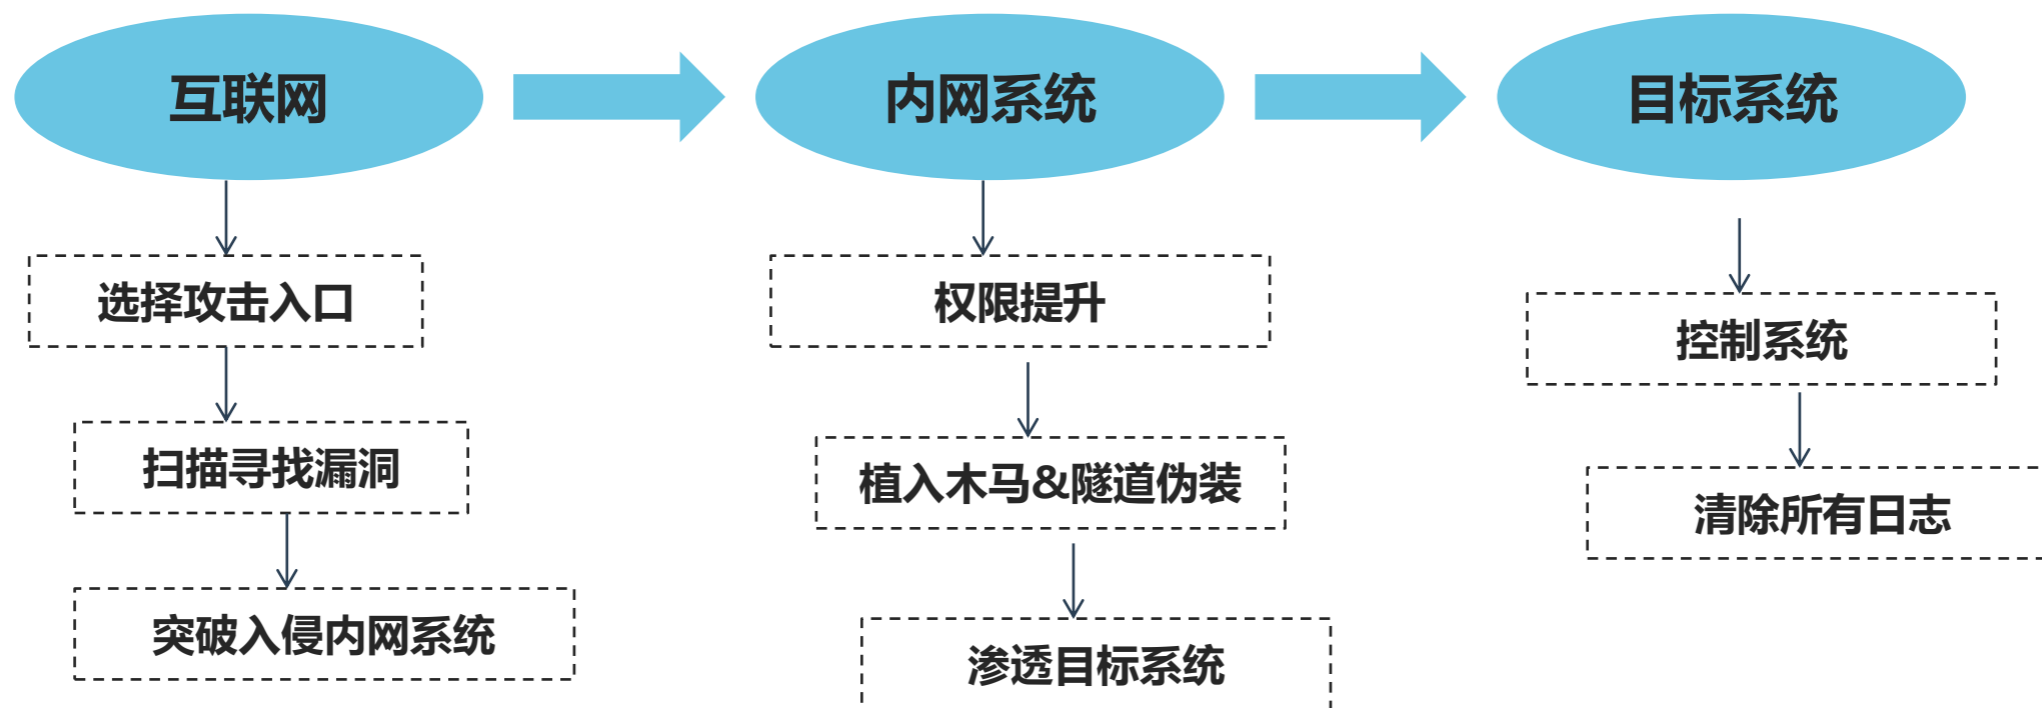 互联网
内网系统
目标系统
选择攻击入口
扫描寻找漏洞
突破入侵内网系统
权限提升
植入木马&隧道伪装
渗透目标系统
控制系统
清除所有日志